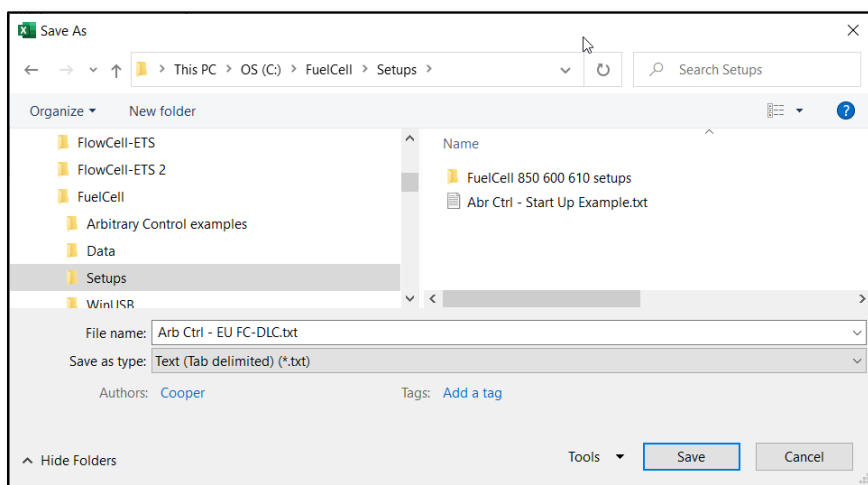 Save As
This PC > OS (C:) > FuelCell > Setups >
Search Setups
Organize
New folder
?
FlowCell-ETS
FlowCell-ETS 2
FuelCell
Arbitrary Control examples
Data
Setups
WinUSB
Name
FuelCell 850 600 610 setups
Abr Ctrl - Start Up Example.txt
File name: Arb Ctrl - EU FC-DLC.txt
Save as type: Text (Tab delimited) (*.txt)
Authors: Cooper
Tags: Add a tag
Hide Folders
Tools
Save
Cancel